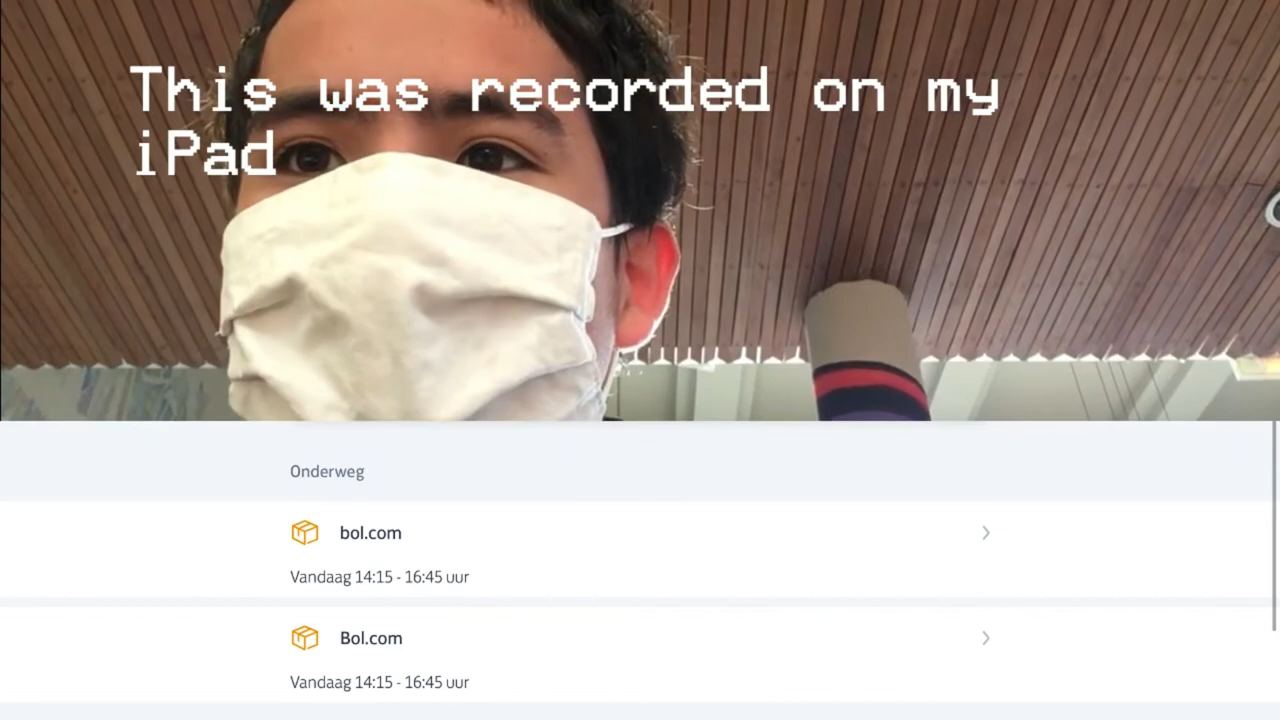 This was recorded on my
iPad
Onderweg
bol.com
Vandaag 14:15 - 16:45 uur
Bol.com
Vandaag 14:15 - 16:45 uur